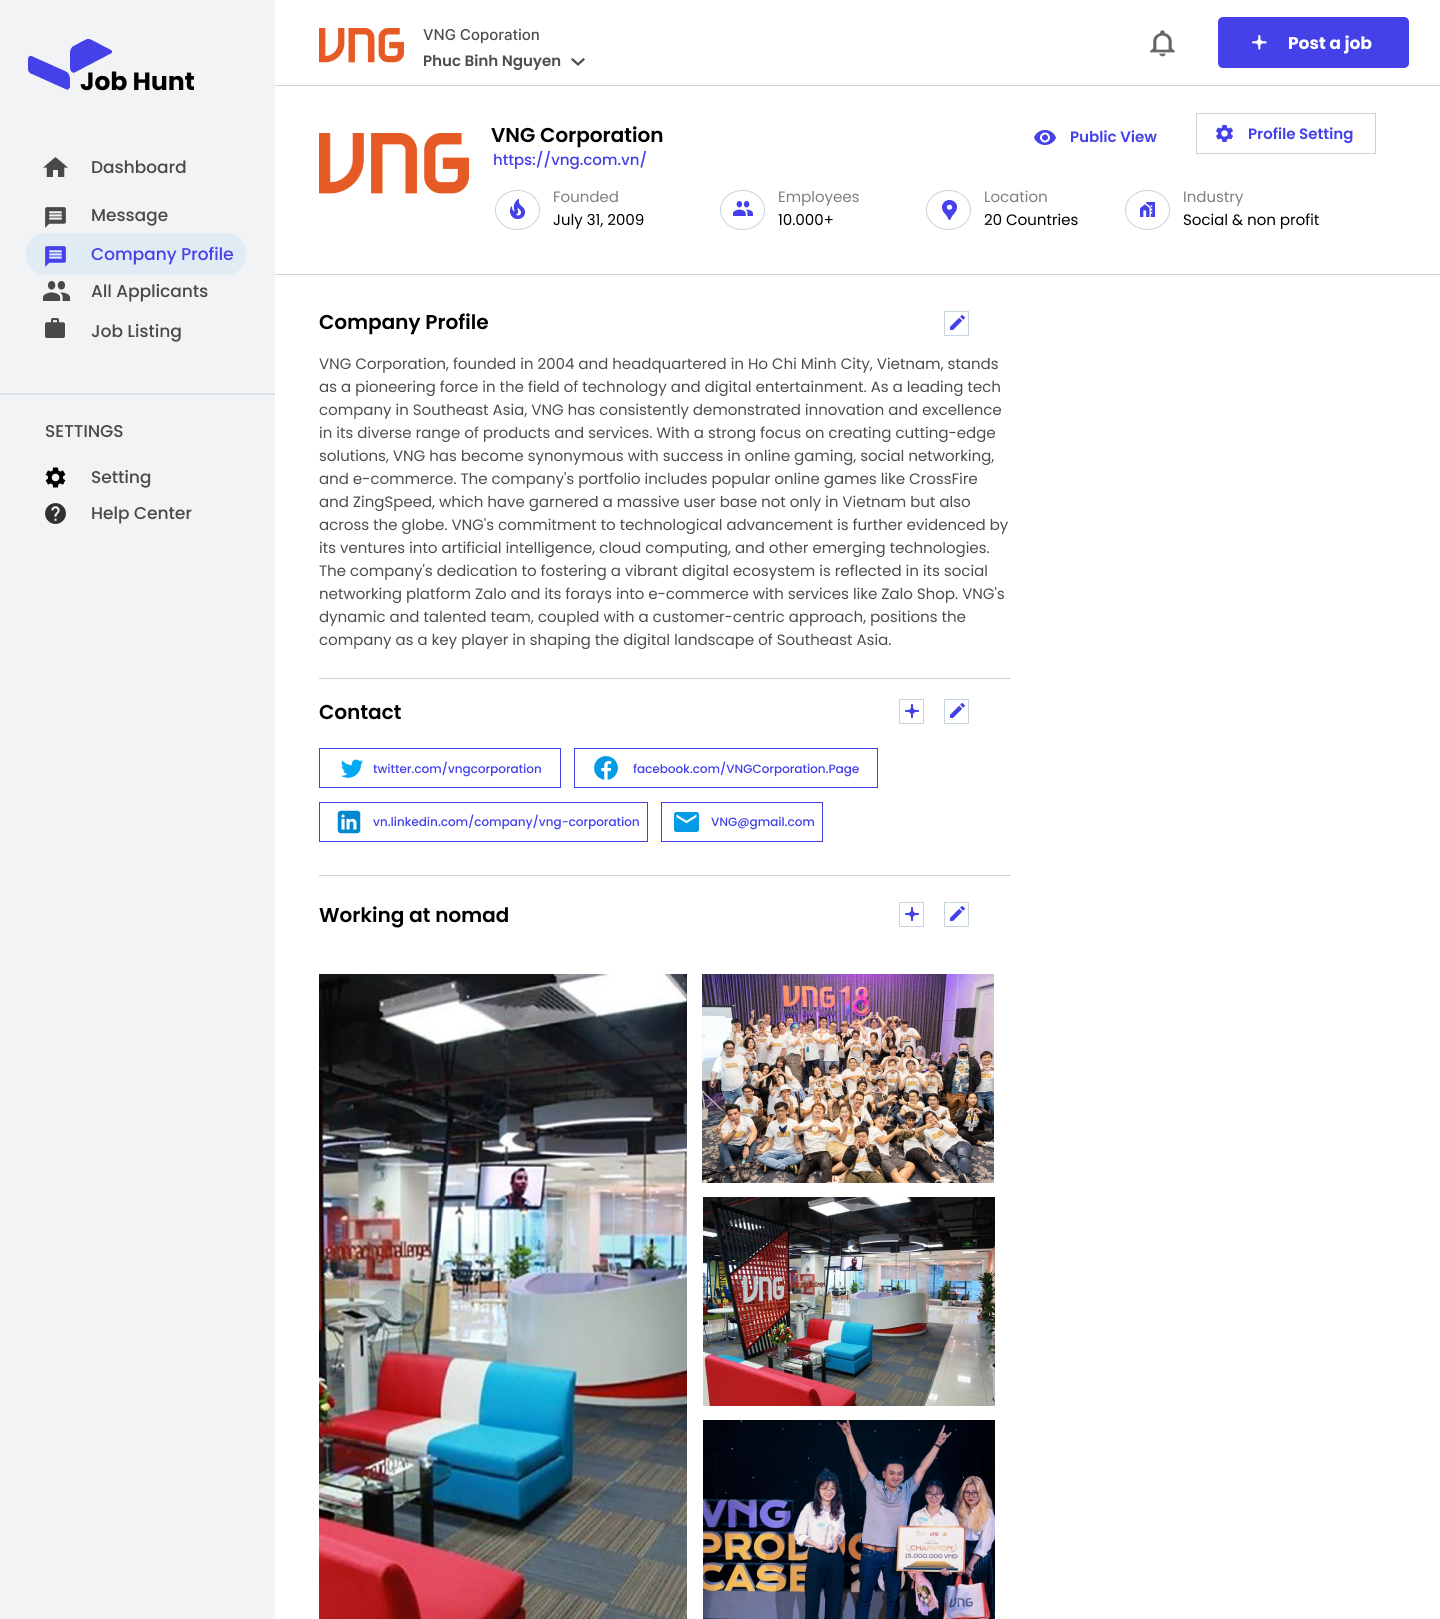 Job Hunt
Dashboard
Message
Company Profile
All Applicants
Job Listing
SETTINGS
Setting
Help Center
VNG
VNG Coporation
Phuc Binh Nguyen
Post a job
VNG
VNG Corporation
https://vng.com.vn/
Public View
Profile Setting
Founded
July 31, 2009
Employees
10.000+
Location
20 Countries
Industry
Social & non profit
Company Profile
VNG Corporation, founded in 2004 and headquartered in Ho Chi Minh City, Vietnam, stands
as a pioneering force in the field of technology and digital entertainment. As a leading tech
company in Southeast Asia, VNG has consistently demonstrated innovation and excellence
in its diverse range of products and services. With a strong focus on creating cutting-edge
solutions, VNG has become synonymous with success in online gaming, social networking,
and e-commerce. The company's portfolio includes popular online games like CrossFire
and ZingSpeed, which have garnered a massive user base not only in Vietnam but also
across the globe. VNG's commitment to technological advancement is further evidenced by
its ventures into artificial intelligence, cloud computing, and other emerging technologies.
The company's dedication to fostering a vibrant digital ecosystem is reflected in its social
networking platform Zalo and its forays into e-commerce with services like Zalo Shop. VNG's
dynamic and talented team, coupled with a customer-centric approach, positions the
company as a key player in shaping the digital landscape of Southeast Asia.
Contact
twitter.com/vngcorporation
facebook.com/VNGCorporation.Page
vn.linkedin.com/company/vng-corporation
VNG@gmail.com
Working at nomad
embracing challenges
VNG 18
VNG
VNG
CASE
CHAMPION
15.000.000 VND
VNG